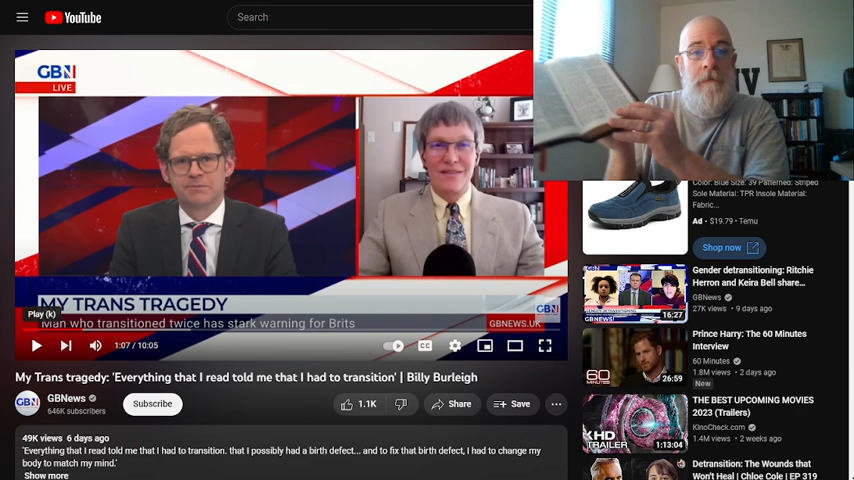 YouTube
Search
GBN
LIVE
MY TRANS TRAGEDY
GBN
Play (k)
Man who transitioned twice has stark warning for Brits
GBNEWS.UK
1:07 / 10:05
CC
My Trans tragedy: 'Everything that I read told me that I had to transition' | Billy Burleigh
GBN
GBNews
646K subscribers
Subscribe
1.1K
Share
Save
49K views 6 days ago
'Everything that I read told me that I had to transition. that I possibly had a birth defect... and to fix that birth defect, I had to change my
body to match my mind.'
Show more
Color: Blue Size: 39 Patterned: Striped
Sole Material: TPR Insole Material:
Fabric...
Ad • $19.79 • Temu
Shop now
16:27
Gender detransitioning: Ritchie
Herron and Keira Bell share...
GBNews
27K views • 9 days ago
60
MINUTES
26:59
Prince Harry: The 60 Minutes
Interview
60 Minutes
1.8M views • 2 days ago
New
KHD
TRAILER
1:13:04
THE BEST UPCOMING MOVIES
2023 (Trailers)
KinoCheck.com
1.4M views • 2 weeks ago
Detransition: The Wounds that
Won't Heal | Chloe Cole | EP 319